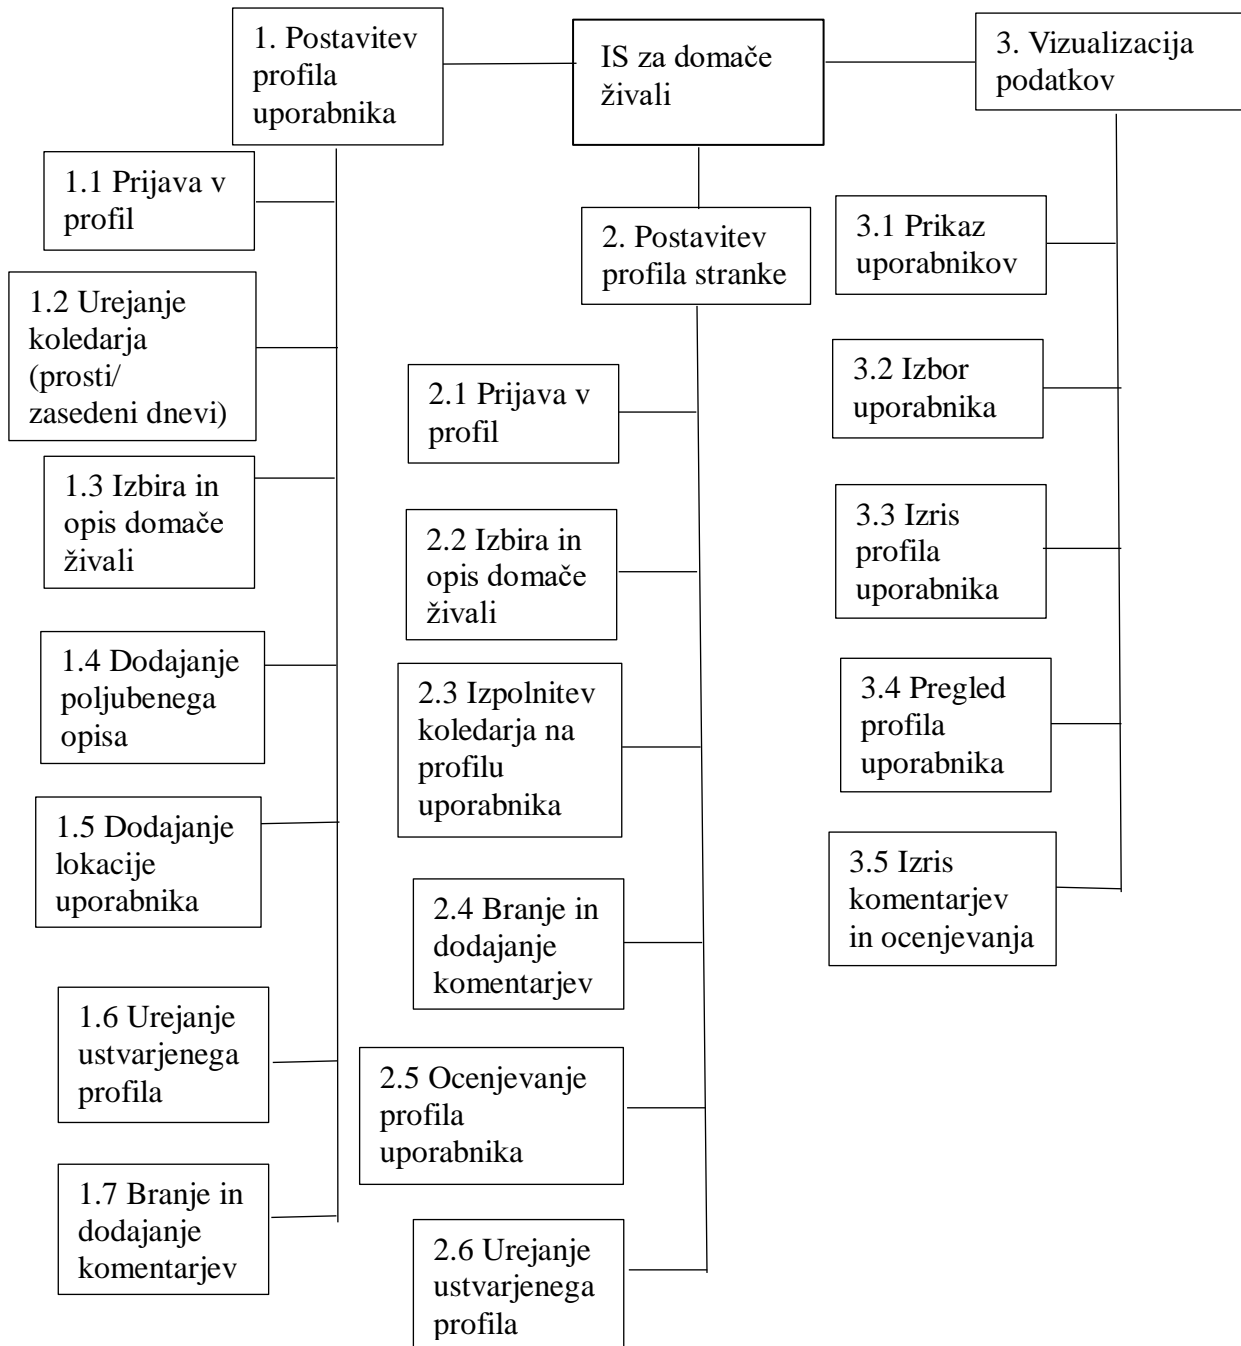 1. Postavitev
profila
uporabnika
IS za domače
živali
3. Vizualizacija
podatkov
1.1 Prijava v
profil
1.2 Urejanje
koledarja
(prosti/
zasedeni dnevi)
1.3 Izbira in
opis domače
živali
1.4 Dodajanje
poljubenega
opisa
1.5 Dodajanje
lokacije
uporabnika
1.6 Urejanje
ustvarjenega
profila
1.7 Branje in
dodajanje
komentarjev
2. Postavitev
profila stranke
2.1 Prijava v
profil
2.2 Izbira in
opis domače
živali
2.3 Izpolnitev
koledarja na
profilu
uporabnika
2.4 Branje in
dodajanje
komentarjev
2.5 Ocenjevanje
profila
uporabnika
2.6 Urejanje
ustvarjenega
profila
3.1 Prikaz
uporabnikov
3.2 Izbor
uporabnika
3.3 Izris
profila
uporabnika
3.4 Pregled
profila
uporabnika
3.5 Izris
komentarjev
in ocenjevanja